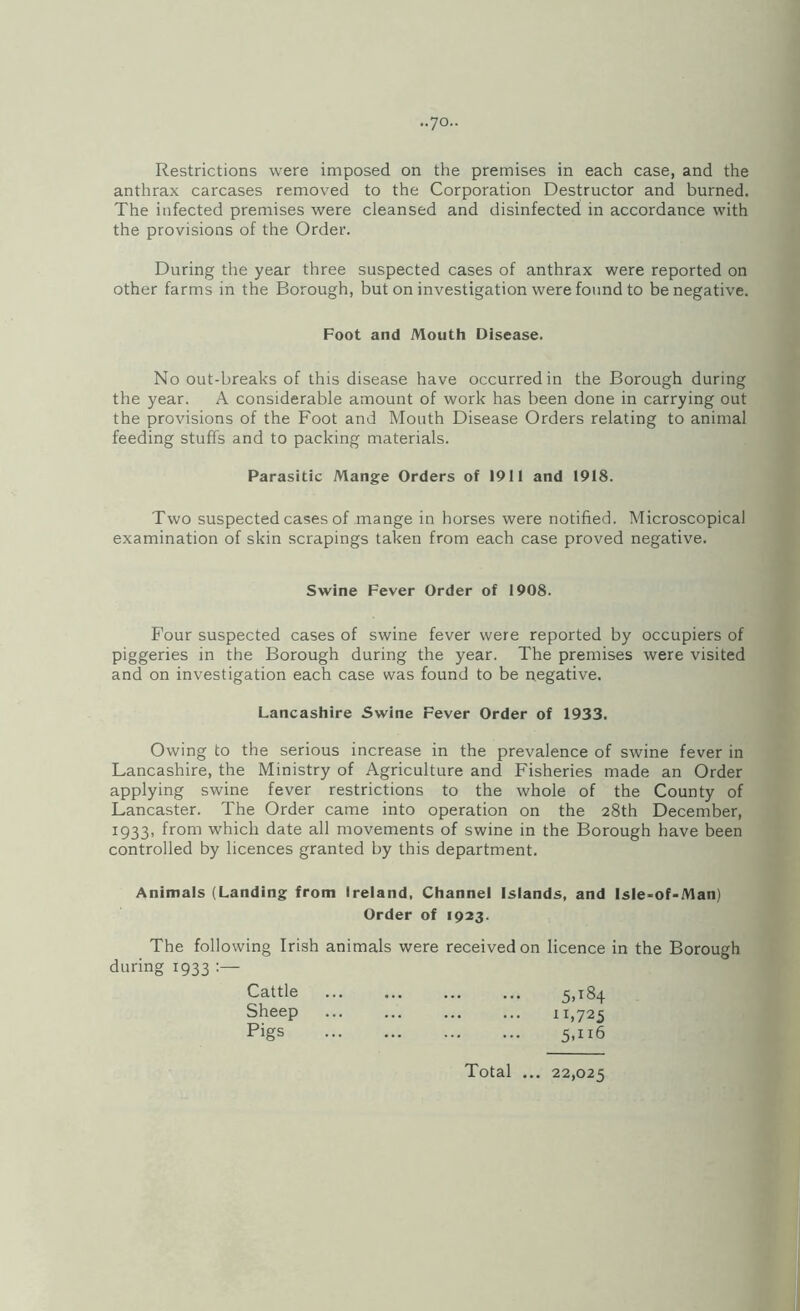 ..70..
Restrictions were imposed on the premises in each case, and the
anthrax carcases removed to the Corporation Destructor and burned.
The infected premises were cleansed and disinfected in accordance with
the provisions of the Order.
During the year three suspected cases of anthrax were reported on
other farms in the Borough, but on investigation were found to be negative.
Foot and Mouth Disease.
No out-breaks of this disease have occurred in the Borough during
the year. A considerable amount of work has been done in carrying out
the provisions of the Foot and Mouth Disease Orders relating to animal
feeding stuffs and to packing materials.
Parasitic Mange Orders of 1911 and 1918.
Two suspected cases of mange in horses were notified. Microscopical
examination of skin scrapings taken from each case proved negative.
Swine Fever Order of 1908.
Four suspected cases of swine fever were reported by occupiers of
piggeries in the Borough during the year. The premises were visited
and on investigation each case was found to be negative.
Lancashire Swine Fever Order of 1933.
Owing to the serious increase in the prevalence of swine fever in
Lancashire, the Ministry of Agriculture and Fisheries made an Order
applying swine fever restrictions to the whole of the County of
Lancaster. The Order came into operation on the 28th December,
1933, from which date all movements of swine in the Borough have been
controlled by licences granted by this department.
Animals (Landing from Ireland, Channel Islands, and Isle-of-Man)
Order of 1923.
The following Irish animals were received on licence in the Borough
during 1933 :—
Cattle ... ... ... ... 5,184
Sheep ... ... ... ... 11,725
Pigs ... ... ... ... 5,116
Total ... 22,025